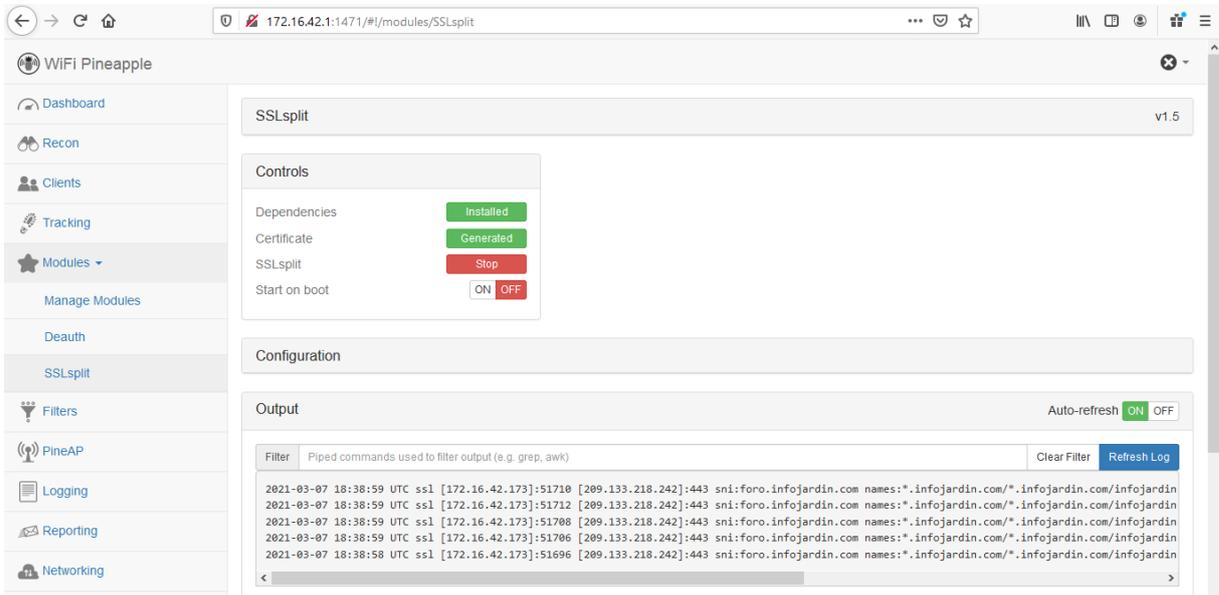 172.16.42.1:1471/#!/modules/SSLsplit
WiFi Pineapple
Dashboard
Recon
Clients
Tracking
Modules
Manage Modules
Deauth
SSLsplit
Filters
PineAP
Logging
Reporting
Networking
SSLsplit v1.5
Controls
Dependencies Installed
Certificate Generated
SSLsplit Stop
Start on boot ON OFF
Configuration
Output Auto-refresh ON OFF
Filter Piped commands used to filter output (e.g. grep, awk) Clear Filter Refresh Log
2021-03-07 18:38:59 UTC ssl [172.16.42.173]:51710 [209.133.218.242]:443 sni:foro.infojardin.com names:*.infojardin.com/*.infojardin.com/infojardin
2021-03-07 18:38:59 UTC ssl [172.16.42.173]:51712 [209.133.218.242]:443 sni:foro.infojardin.com names:*.infojardin.com/*.infojardin.com/infojardin
2021-03-07 18:38:59 UTC ssl [172.16.42.173]:51708 [209.133.218.242]:443 sni:foro.infojardin.com names:*.infojardin.com/*.infojardin.com/infojardin
2021-03-07 18:38:59 UTC ssl [172.16.42.173]:51706 [209.133.218.242]:443 sni:foro.infojardin.com names:*.infojardin.com/*.infojardin.com/infojardin
2021-03-07 18:38:58 UTC ssl [172.16.42.173]:51696 [209.133.218.242]:443 sni:foro.infojardin.com names:*.infojardin.com/*.infojardin.com/infojardin